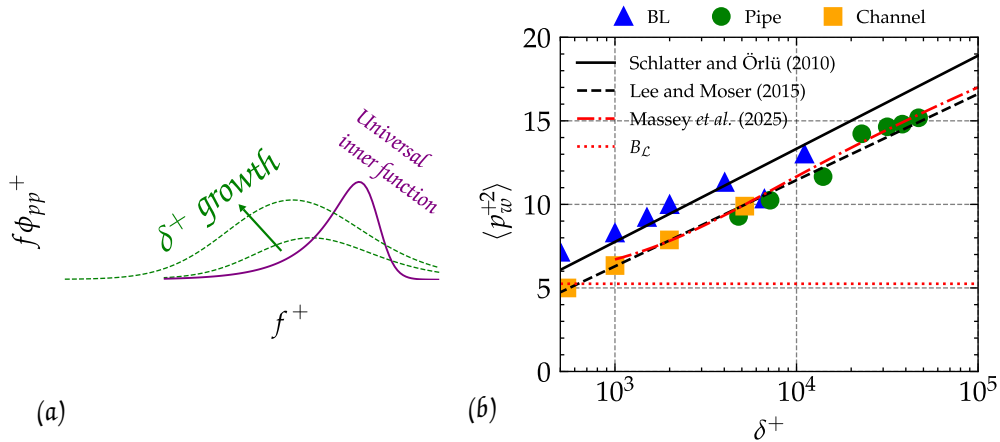 f ϕpp+
δ+ growth
Universal
inner function
f+
(a)
BL
Pipe
Channel
Schlatter and Örlü (2010)
Lee and Moser (2015)
Massey et al. (2025)
Bℒ
20
15
10
5
0
⟨pw+2⟩
10³
10⁴
10⁵
δ+
(b)